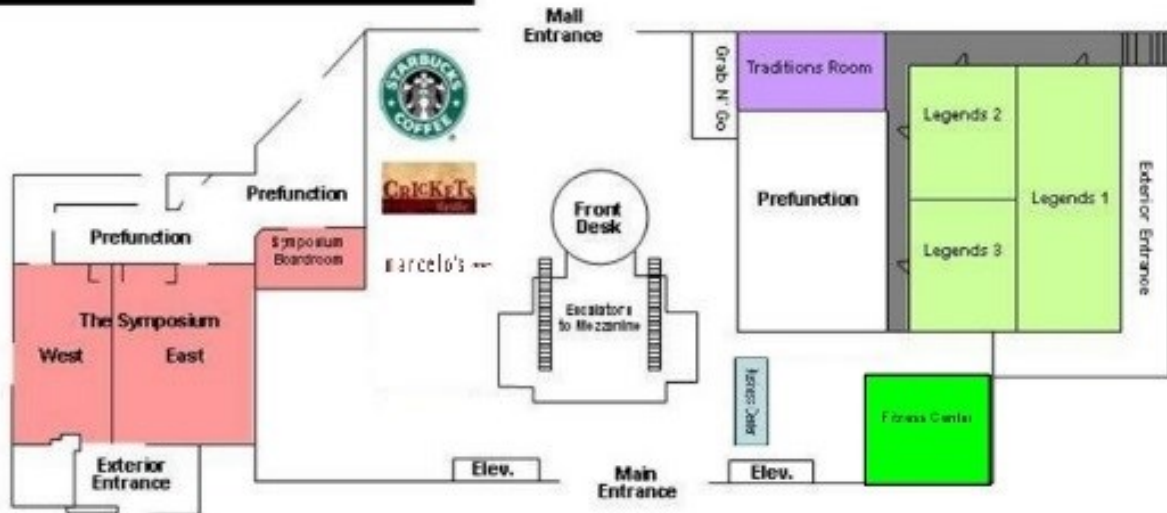 Mall
Entrance
STARBUCKS
COFFEE
Grab N' Go
Traditions Room
Legends 2
Legends 1
Legends 3
Exterior Entrance
Prefunction
CRICKETS
Prefunction
Front
Desk
Prefunction
Symposium
Boardroom
marcelo's
Escalators
to Mezzanine
The Symposium
West
East
Business Center
Fitness Center
Exterior
Entrance
Elev.
Main
Entrance
Elev.